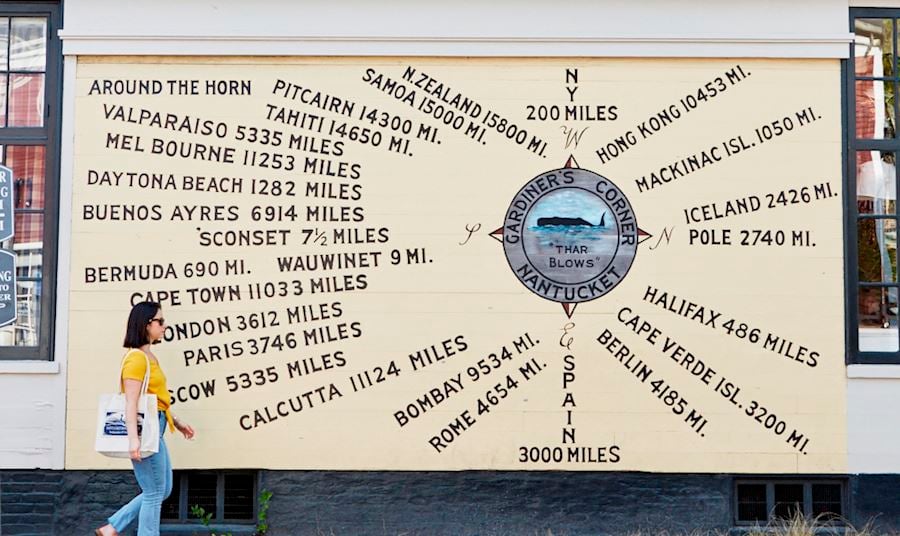 AROUND THE HORN
VALPARAISO 5335 MILES
MEL BOURNE 11253 MILES
DAYTONA BEACH 1282 MILES
BUENOS AYRES 6914 MILES
'SCONSET 7½ MILES
BERMUDA 690 MI.
WAUWINET 9 MI.
CAPE TOWN 11033 MILES
ONDON 3612 MILES
PARIS 3746 MILES
SCOW 5335 MILES
CALCUTTA 11124 MILES
PITCAIRN 14300 MI.
TAHITI 14650 MI.
SAMOA 15000 MI.
N.ZEALAND 15800 MI.
NY
200 MILES
W
HONG KONG 10453 MI.
MACKINAC ISL. 1050 MI.
ICELAND 2426 MI.
POLE 2740 MI.
S
N
GARDINER'S CORNER
"THAR
BLOWS"
NANTUCKET
E
SPAIN
3000 MILES
BOMBAY 9534 MI.
ROME 4654 MI.
HALIFAX 486 MILES
CAPE VERDE ISL. 3200 MI.
BERLIN 4185 MI.